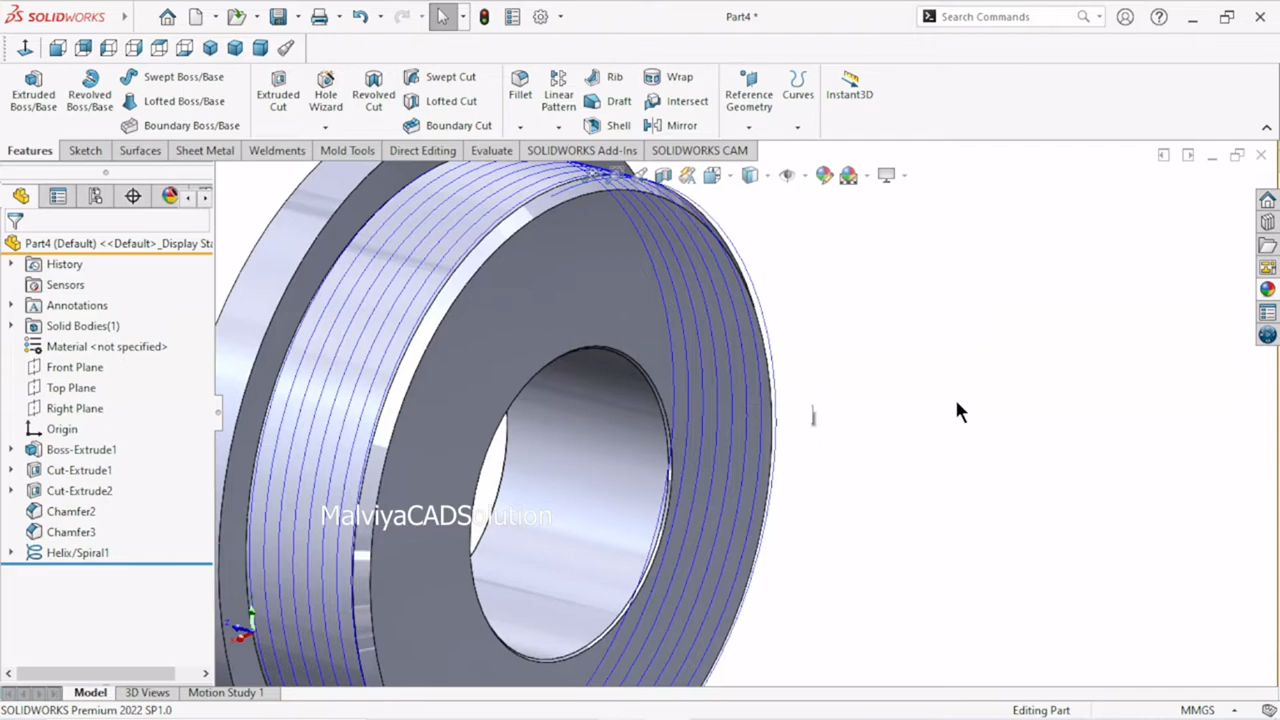 SOLIDWORKS
Part4 *
Search Commands
Extruded Boss/Base
Revolved Boss/Base
Swept Boss/Base
Lofted Boss/Base
Boundary Boss/Base
Extruded Cut
Hole Wizard
Revolved Cut
Swept Cut
Lofted Cut
Boundary Cut
Fillet
Linear Pattern
Rib
Draft
Shell
Wrap
Intersect
Mirror
Reference Geometry
Curves
Instant3D
Features
Sketch
Surfaces
Sheet Metal
Weldments
Mold Tools
Direct Editing
Evaluate
SOLIDWORKS Add-Ins
SOLIDWORKS CAM
Part4 (Default) <<Default>_Display Sta
History
Sensors
Annotations
Solid Bodies(1)
Material <not specified>
Front Plane
Top Plane
Right Plane
Origin
Boss-Extrude1
Cut-Extrude1
Cut-Extrude2
Chamfer2
Chamfer3
Helix/Spiral1
MalviyaCADSolution
Model
3D Views
Motion Study 1
SOLIDWORKS Premium 2022 SP1.0
Editing Part
MMGS